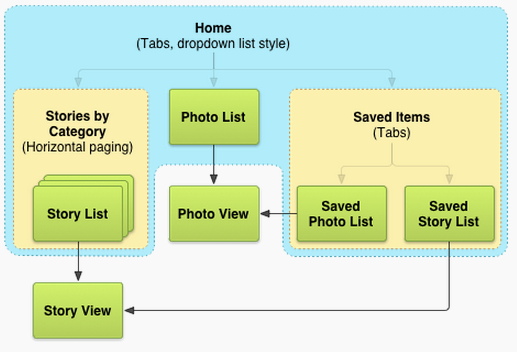 Home
(Tabs, dropdown list style)
Stories by
Category
(Horizontal paging)
Photo List
Saved Items
(Tabs)
Story List
Photo View
Saved
Photo List
Saved
Story List
Story View